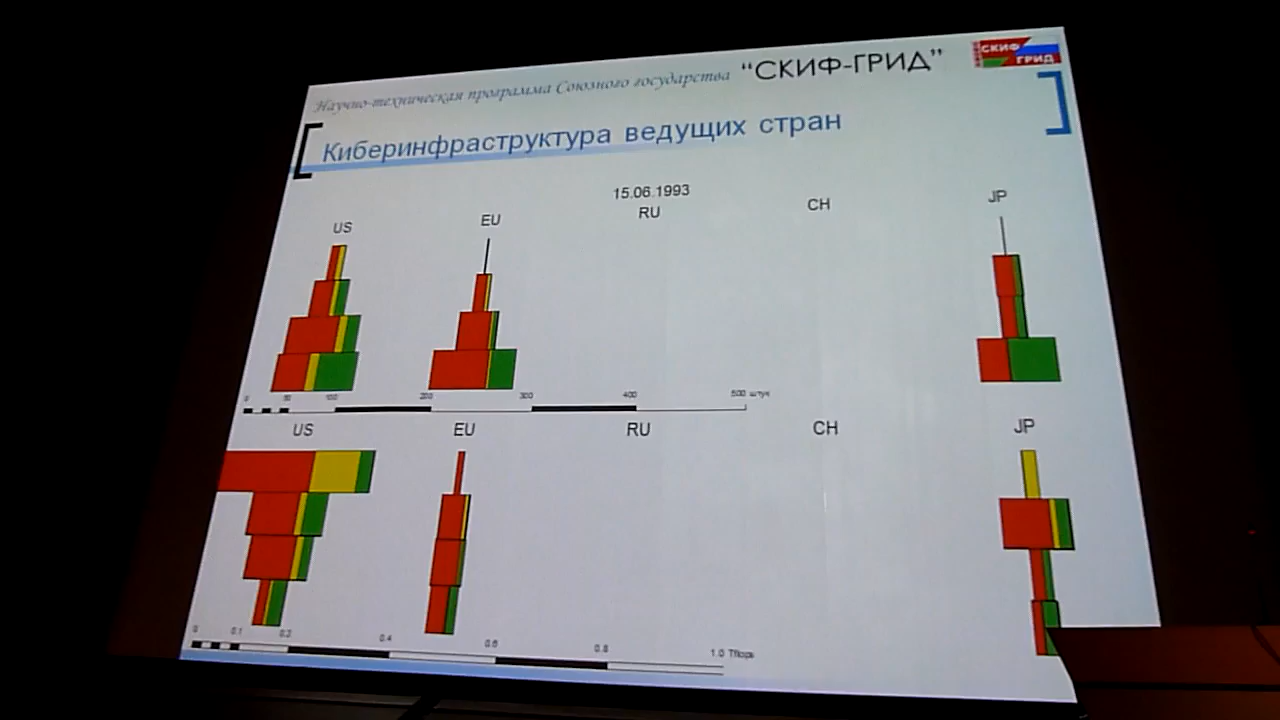 Научно-техническая программа Союзного государства “СКИФ-ГРИД”
СКИФ
ГРИД
Киберинфраструктура ведущих стран
15.06.1993
US EU RU CH JP
0 50 100 200 300 400 500 штук
US EU RU CH JP
0 0.1 0.2 0.4 0.6 0.8 1.0 Tflops